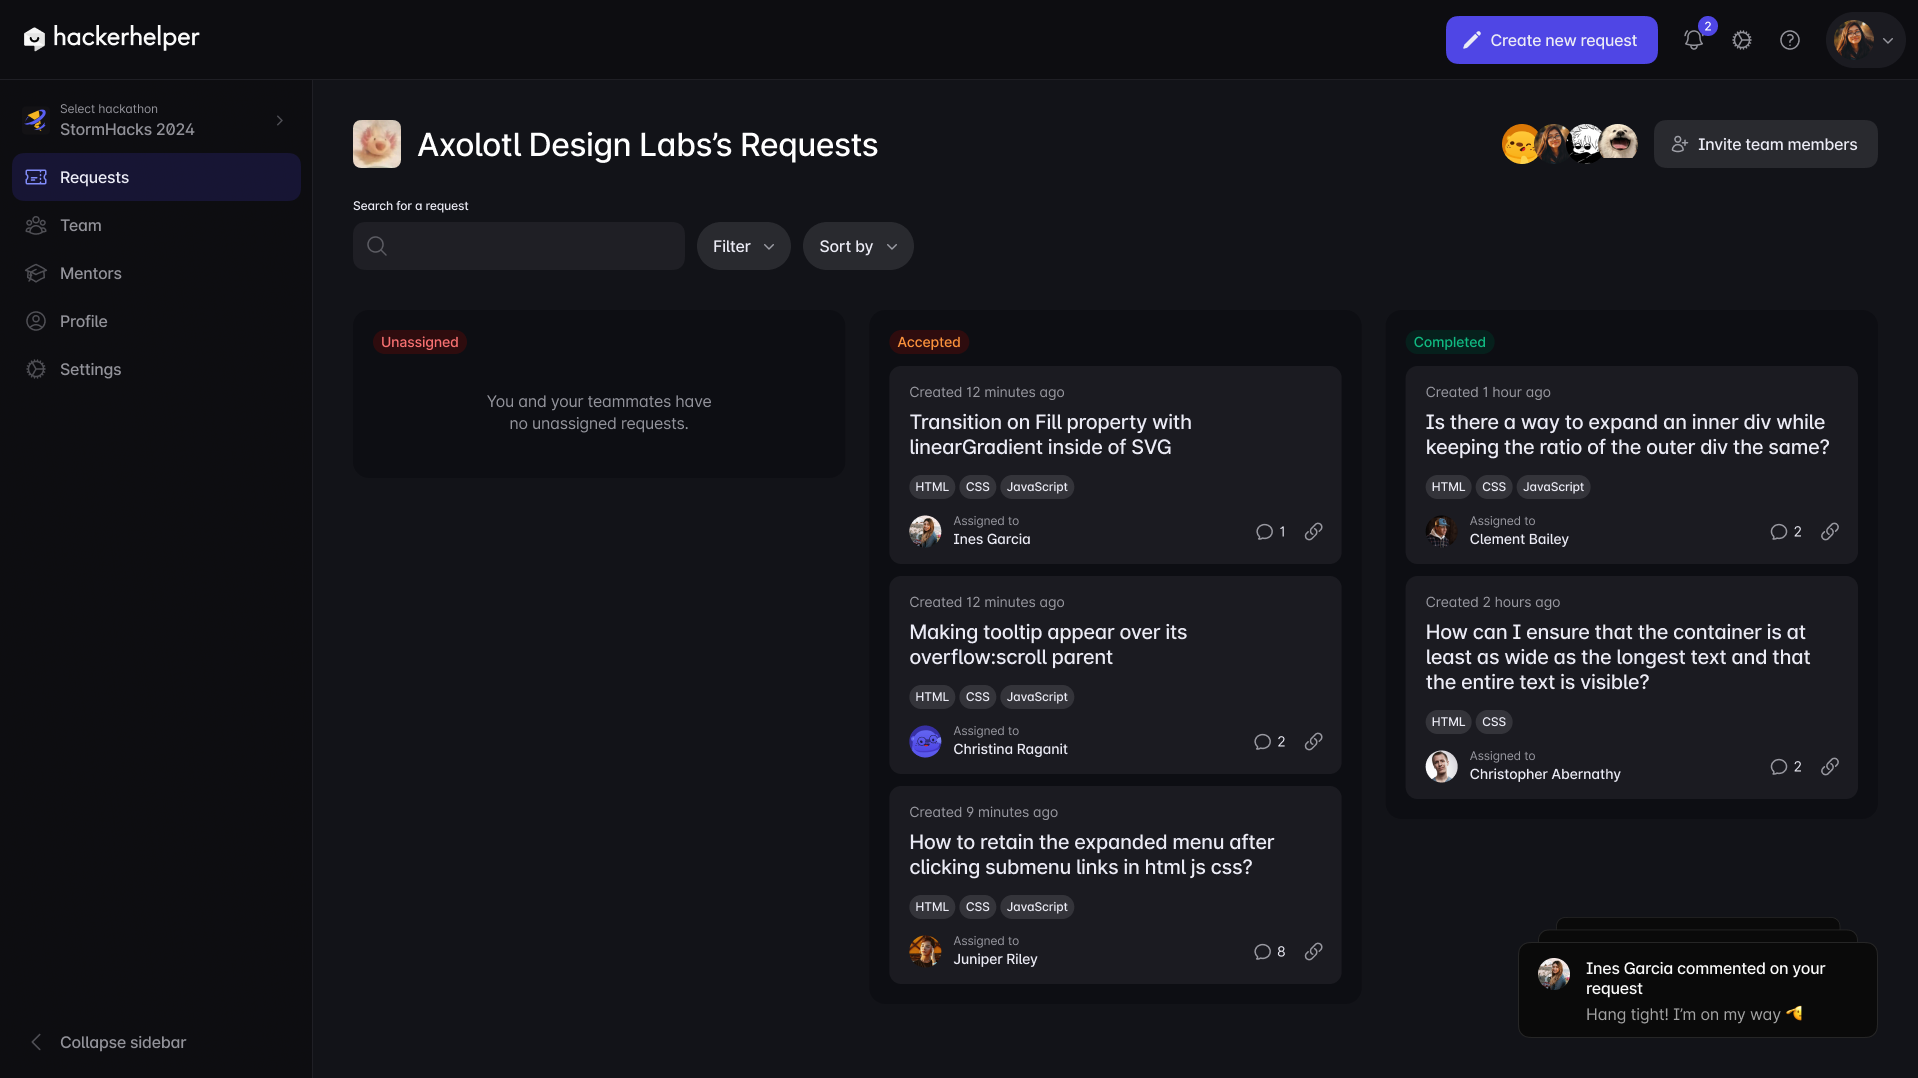 hackerhelper
Create new request
2
Select hackathon
StormHacks 2024
Requests
Team
Mentors
Profile
Settings
Collapse sidebar
Axolotl Design Labs’s Requests
Invite team members
Search for a request
Filter
Sort by
Unassigned
You and your teammates have
no unassigned requests.
Accepted
Created 12 minutes ago
Transition on Fill property with
linearGradient inside of SVG
HTML CSS JavaScript
Assigned to
Ines Garcia
1
Created 12 minutes ago
Making tooltip appear over its
overflow:scroll parent
HTML CSS JavaScript
Assigned to
Christina Raganit
2
Created 9 minutes ago
How to retain the expanded menu after
clicking submenu links in html js css?
HTML CSS JavaScript
Assigned to
Juniper Riley
8
Completed
Created 1 hour ago
Is there a way to expand an inner div while
keeping the ratio of the outer div the same?
HTML CSS JavaScript
Assigned to
Clement Bailey
2
Created 2 hours ago
How can I ensure that the container is at
least as wide as the longest text and that
the entire text is visible?
HTML CSS
Assigned to
Christopher Abernathy
2
Ines Garcia commented on your
request
Hang tight! I’m on my way